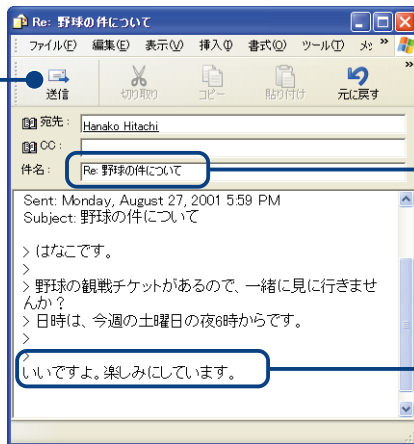 Re: 野球の件について
ファイル(F) 編集(E) 表示(V) 挿入(I) 書式(O) ツール(T) メ: »
送信 切り取り コピー 貼り付け 元に戻す »
宛先: Hanako Hitachi
CC:
件名: Re: 野球の件について
Sent: Monday, August 27, 2001 5:59 PM
Subject: 野球の件について
> はなこです。
>
> 野球の観戦チケットがあるので、一緒に見に行きませ
んか?
> 日時は、今週の土曜日の夜6時からです。
>
>
いいですよ。楽しみにしています。